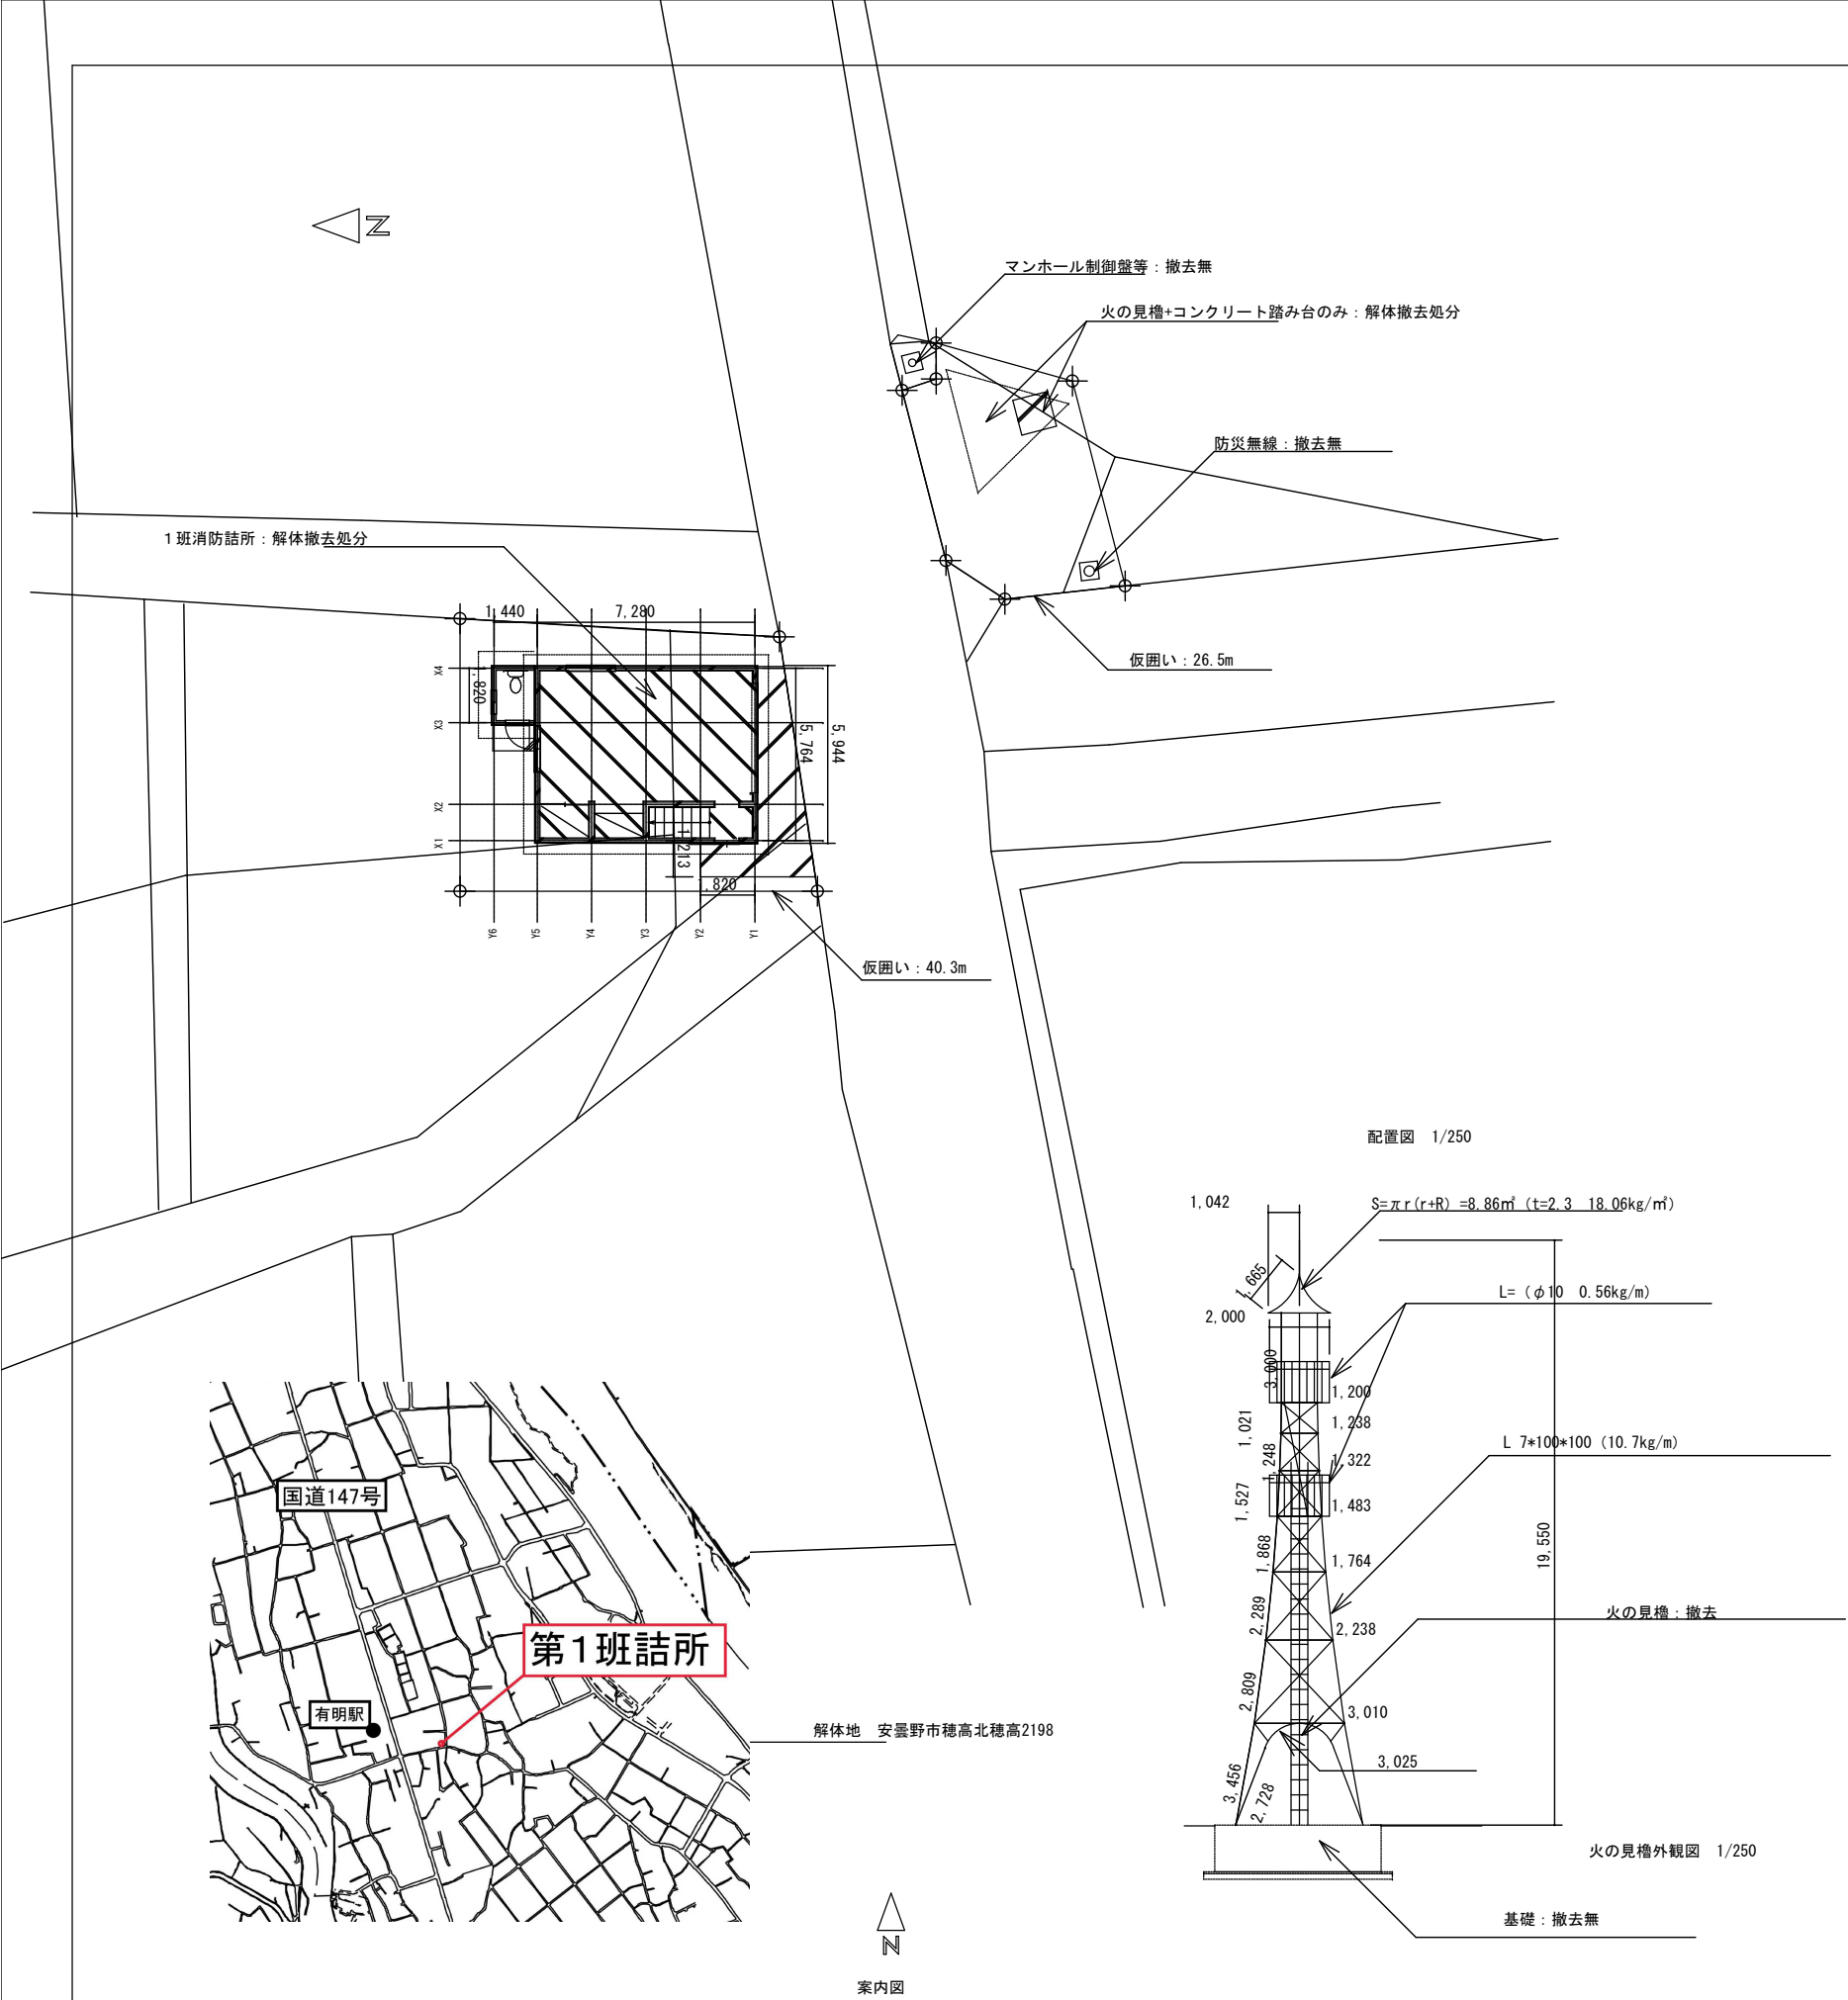 N
マンホール制御盤等：撤去無
火の見櫓+コンクリート踏み台のみ：解体撤去処分
防災無線：撤去無
１班消防詰所：解体撤去処分
仮囲い：26.5m
1,440
7,280
X4
X3
X2
X1
5,764
5,944
1,820
Y6
Y5
Y4
Y3
Y2
Y1
仮囲い：40.3m
配置図　1/250
1,042
S=πr(r+R) =8.86㎡ (t=2.3　18.06kg/㎡)
1,665
2,000
L= (φ10　0.56kg/m)
3,000
1,200
1,021
1,238
1,248
1,322
L 7*100*100 (10.7kg/m)
1,527
1,483
1,868
1,764
19,550
2,289
2,238
火の見櫓：撤去
2,809
3,010
3,025
3,456
2,728
火の見櫓外観図　1/250
基礎：撤去無
国道147号
第１班詰所
有明駅
解体地　安曇野市穂高北穂高2198
N
案内図